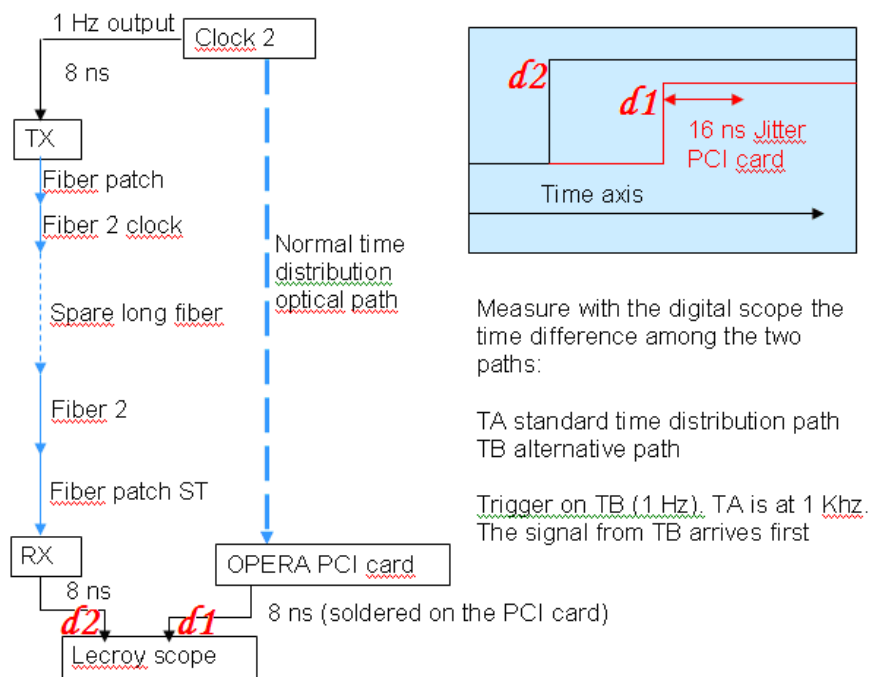 1 Hz output
Clock 2
8 ns
TX
Fiber patch
Fiber 2 clock
Normal time
distribution
optical path
Spare long fiber
Fiber 2
Fiber patch ST
RX
OPERA PCI card
8 ns
8 ns (soldered on the PCI card)
d2
d1
Lecroy scope
d2
d1
16 ns Jitter
PCI card
Time axis
Measure with the digital scope the
time difference among the two
paths:
TA standard time distribution path
TB alternative path
Trigger on TB (1 Hz). TA is at 1 Khz.
The signal from TB arrives first